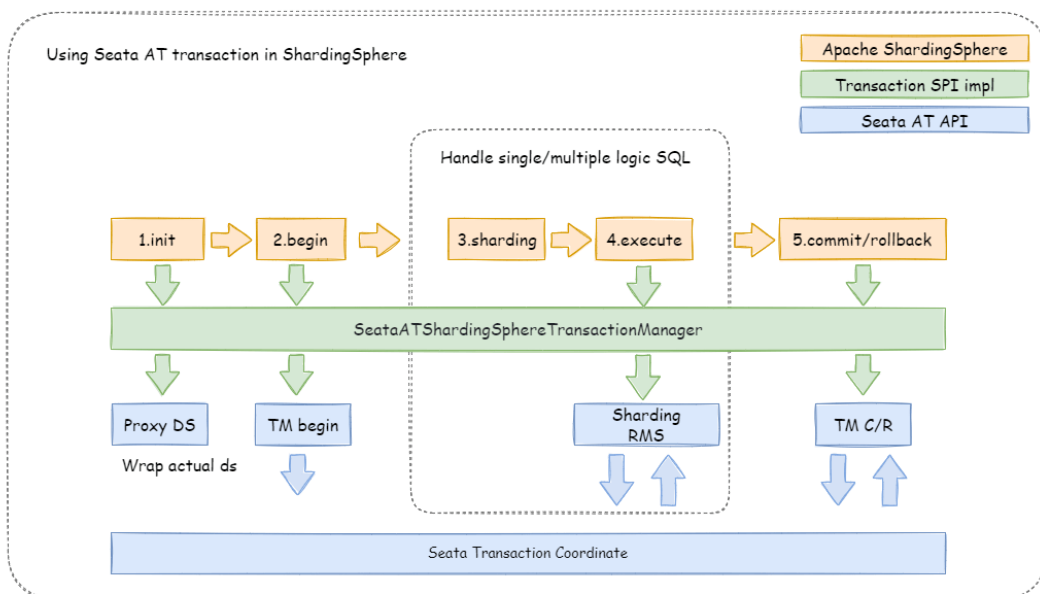 Using Seata AT transaction in ShardingSphere
Apache ShardingSphere
Transaction SPI impl
Seata AT API
Handle single/multiple logic SQL
1.init
2.begin
3.sharding
4.execute
5.commit/rollback
SeataATShardingSphereTransactionManager
Proxy DS
TM begin
Sharding
RMS
TM C/R
Wrap actual ds
Seata Transaction Coordinate